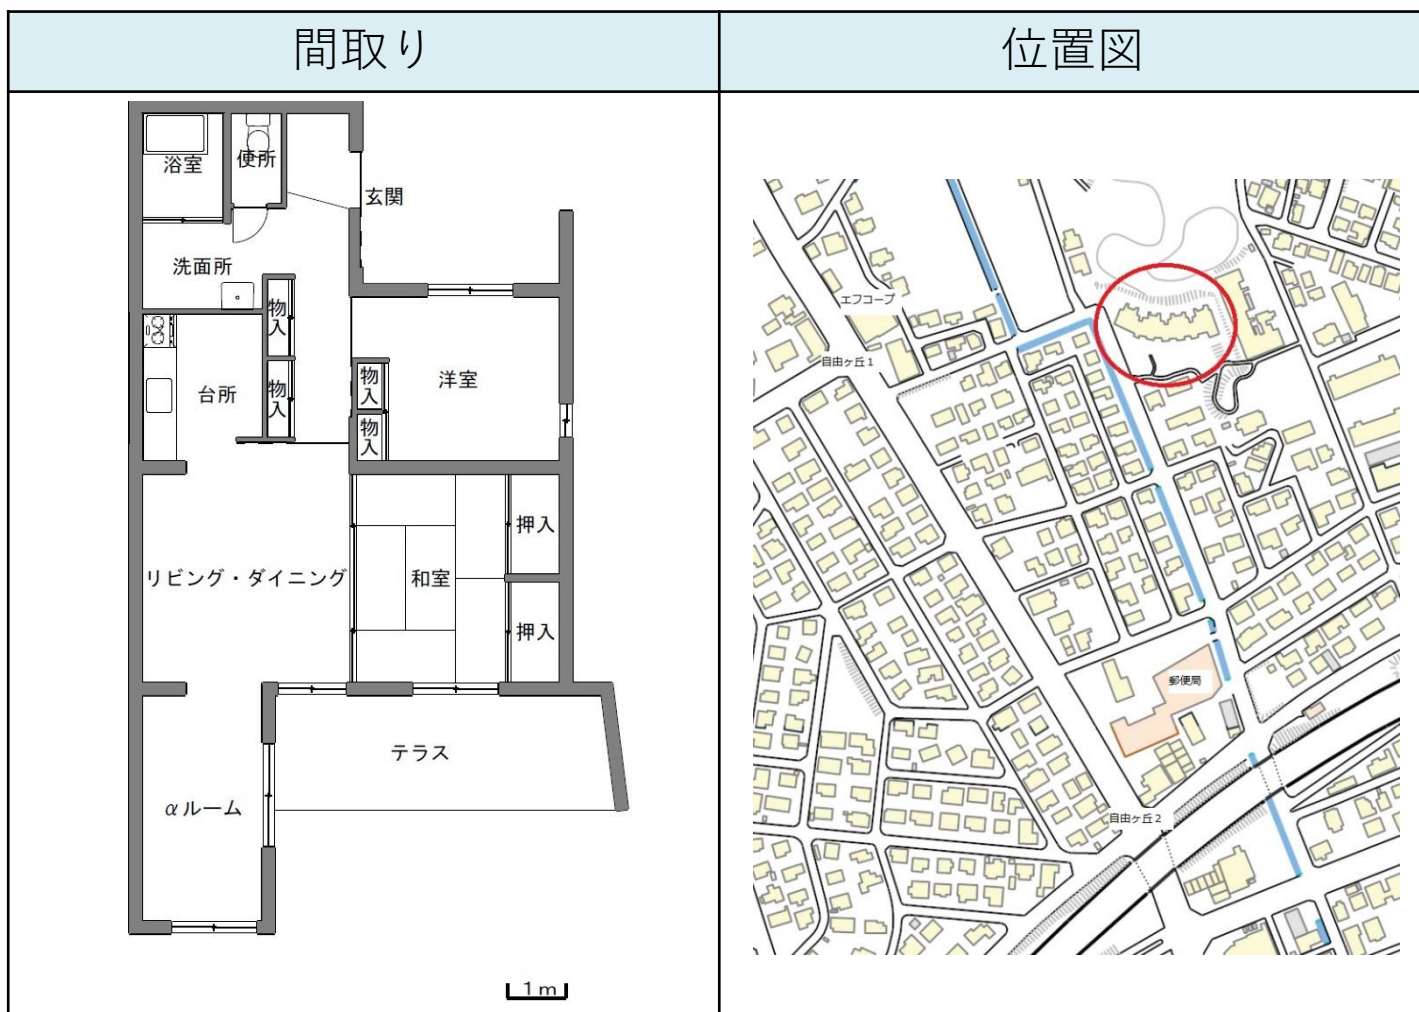 間取り
位置図
浴室
便所
玄関
洗面所
物入
物入
台所
洋室
物入
物入
押入
リビング・ダイニング
和室
押入
テラス
αルーム
1m
エフコープ
自由ヶ丘1
郵便局
自由ヶ丘2